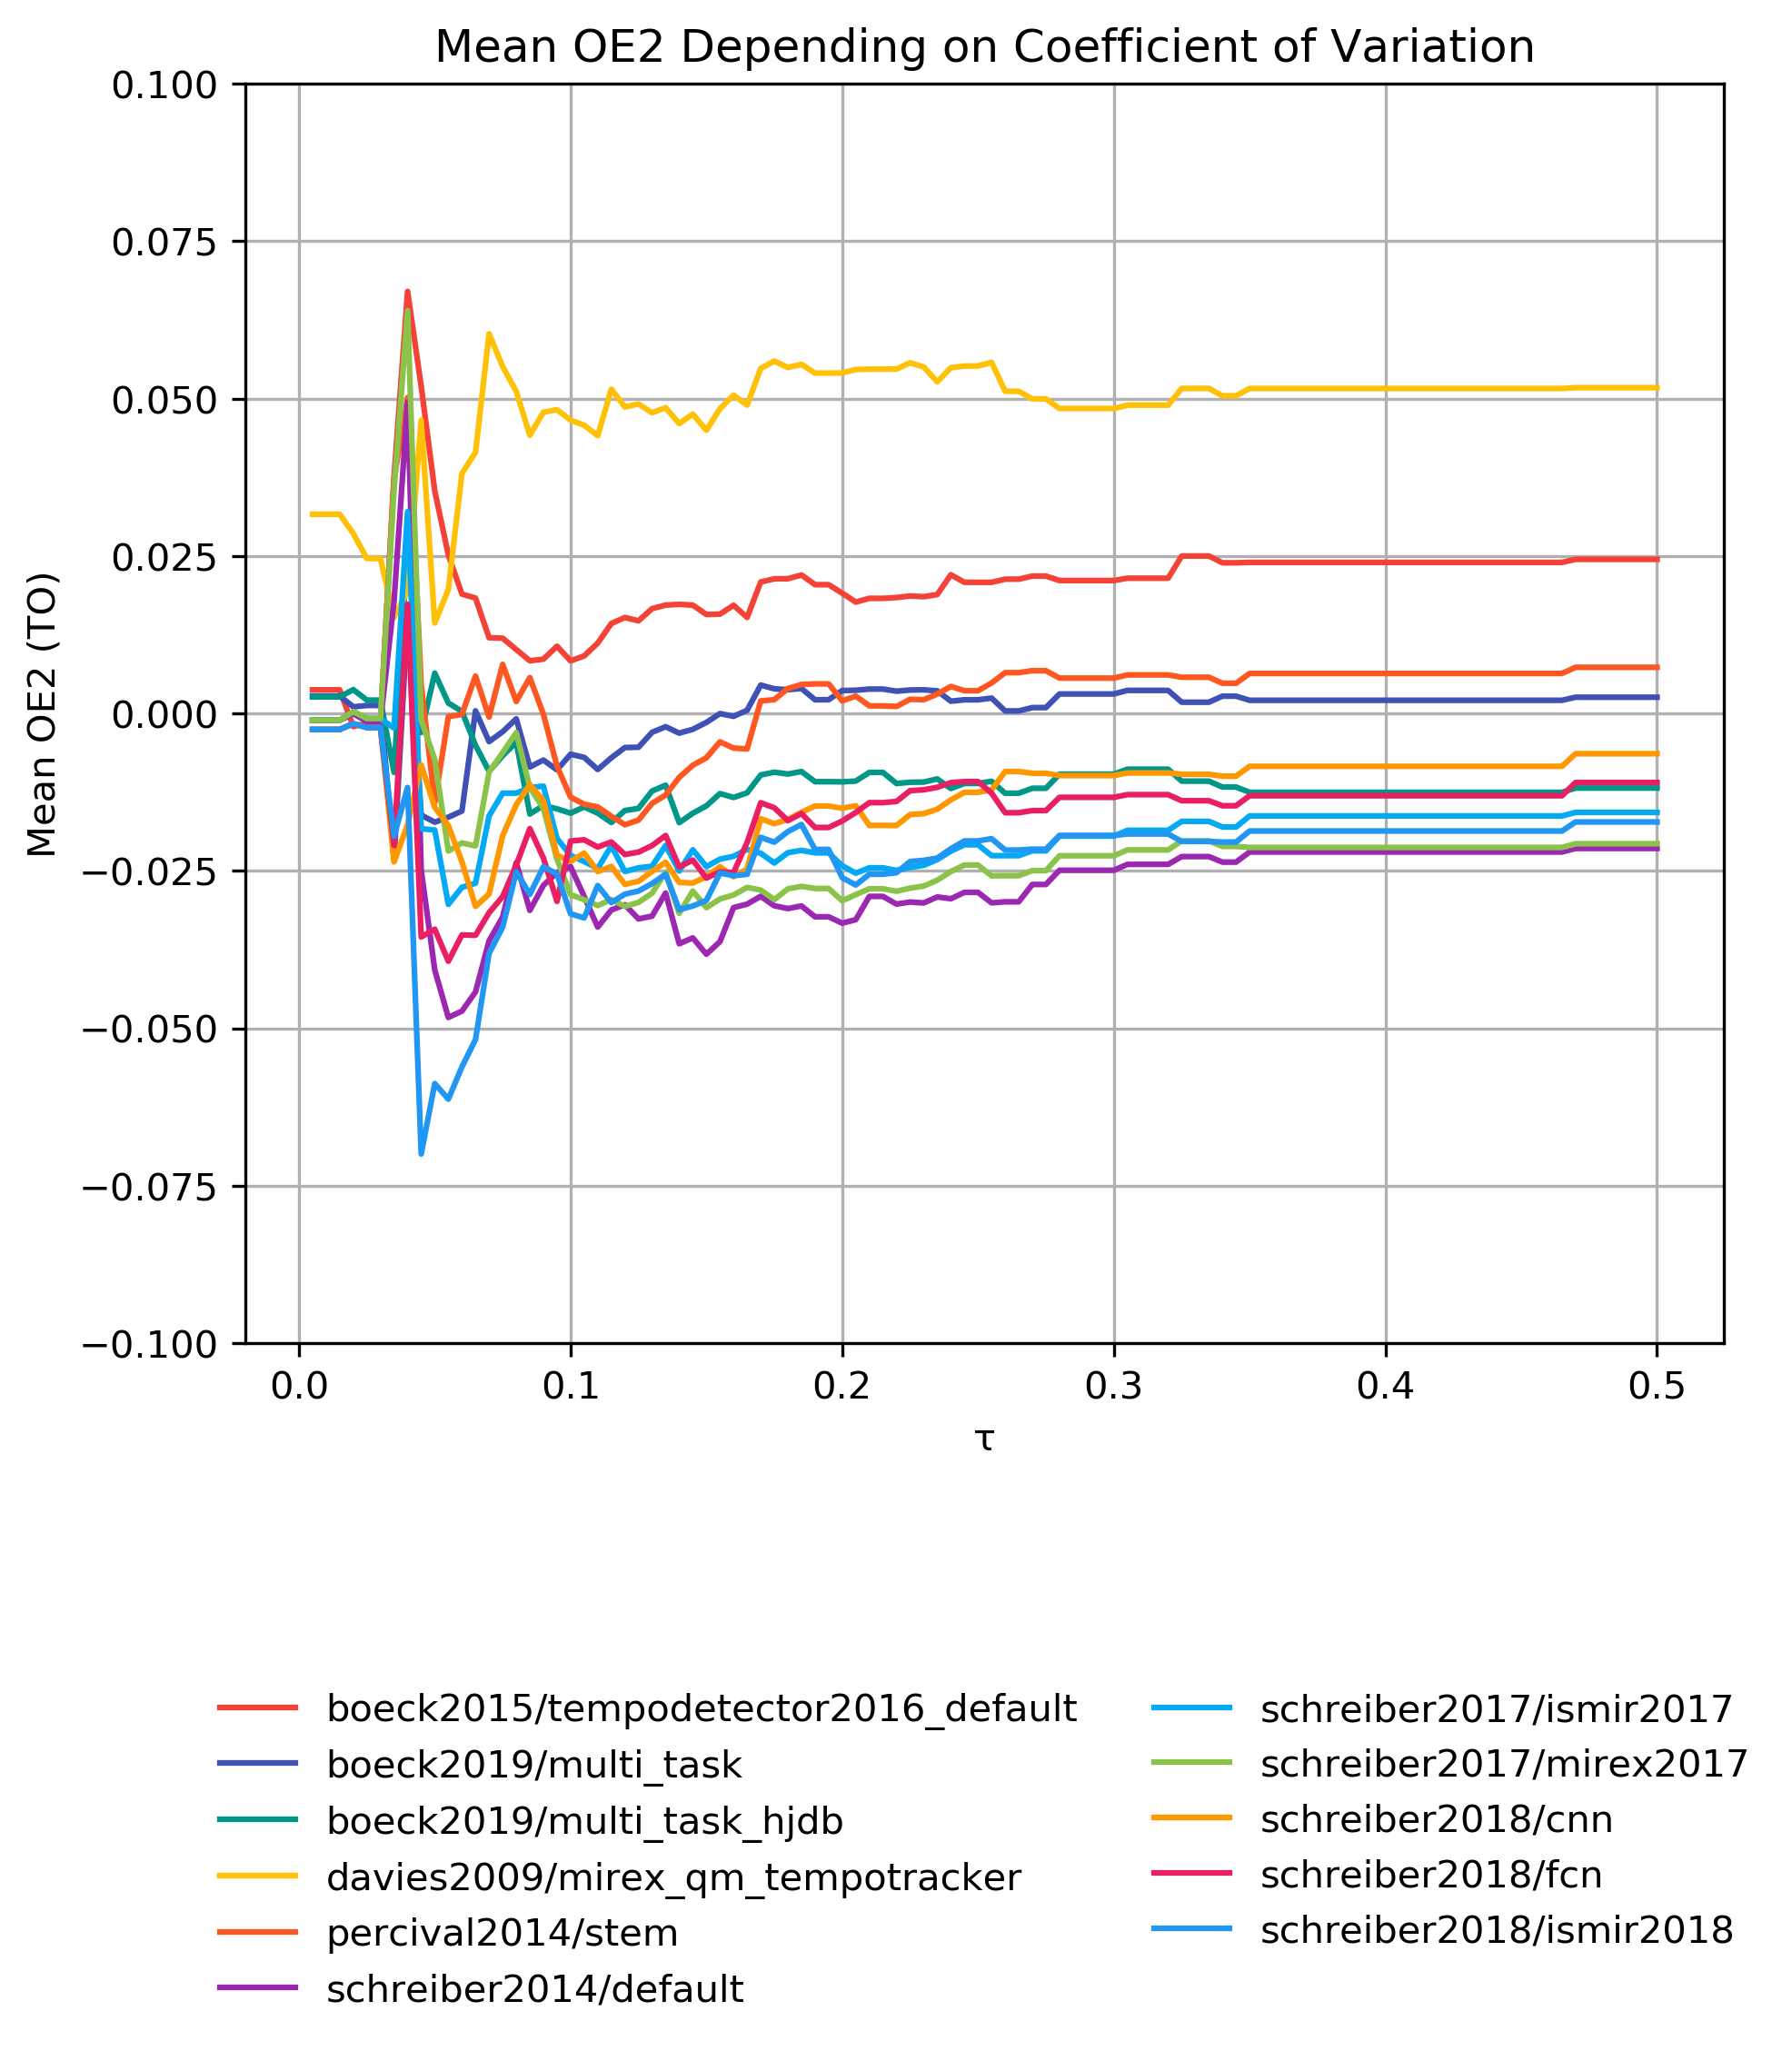 Mean OE2 Depending on Coefficient of Variation
Mean OE2 (TO)
0.100
0.075
0.050
0.025
0.000
−0.025
−0.050
−0.075
−0.100
0.0 0.1 0.2 0.3 0.4 0.5
τ
boeck2015/tempodetector2016_default
boeck2019/multi_task
boeck2019/multi_task_hjdb
davies2009/mirex_qm_tempotracker
percival2014/stem
schreiber2014/default
schreiber2017/ismir2017
schreiber2017/mirex2017
schreiber2018/cnn
schreiber2018/fcn
schreiber2018/ismir2018